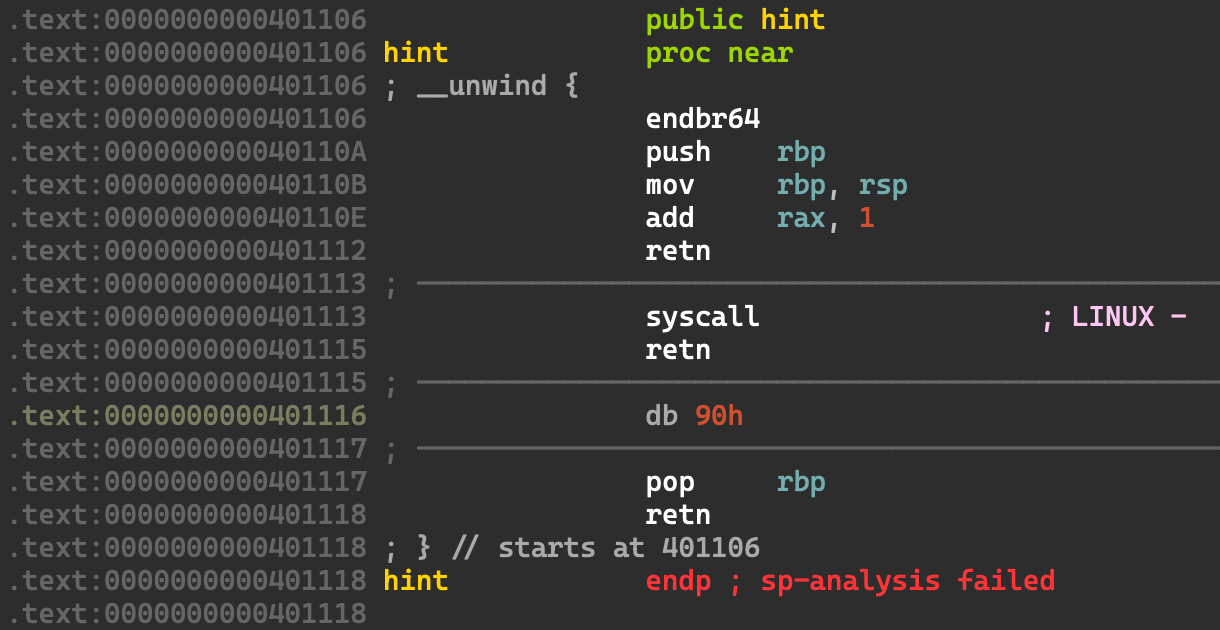 .text:0000000000401106 public hint
.text:0000000000401106 hint proc near
.text:0000000000401106 ; __unwind {
.text:0000000000401106 endbr64
.text:000000000040110A push rbp
.text:000000000040110B mov rbp, rsp
.text:000000000040110E add rax, 1
.text:0000000000401112 retn
.text:0000000000401113 ; ──────────────────────────────
.text:0000000000401113 syscall ; LINUX -
.text:0000000000401115 retn
.text:0000000000401115 ; ──────────────────────────────
.text:0000000000401116 db 90h
.text:0000000000401117 ; ──────────────────────────────
.text:0000000000401117 pop rbp
.text:0000000000401118 retn
.text:0000000000401118 ; } // starts at 401106
.text:0000000000401118 hint endp ; sp-analysis failed
.text:0000000000401118